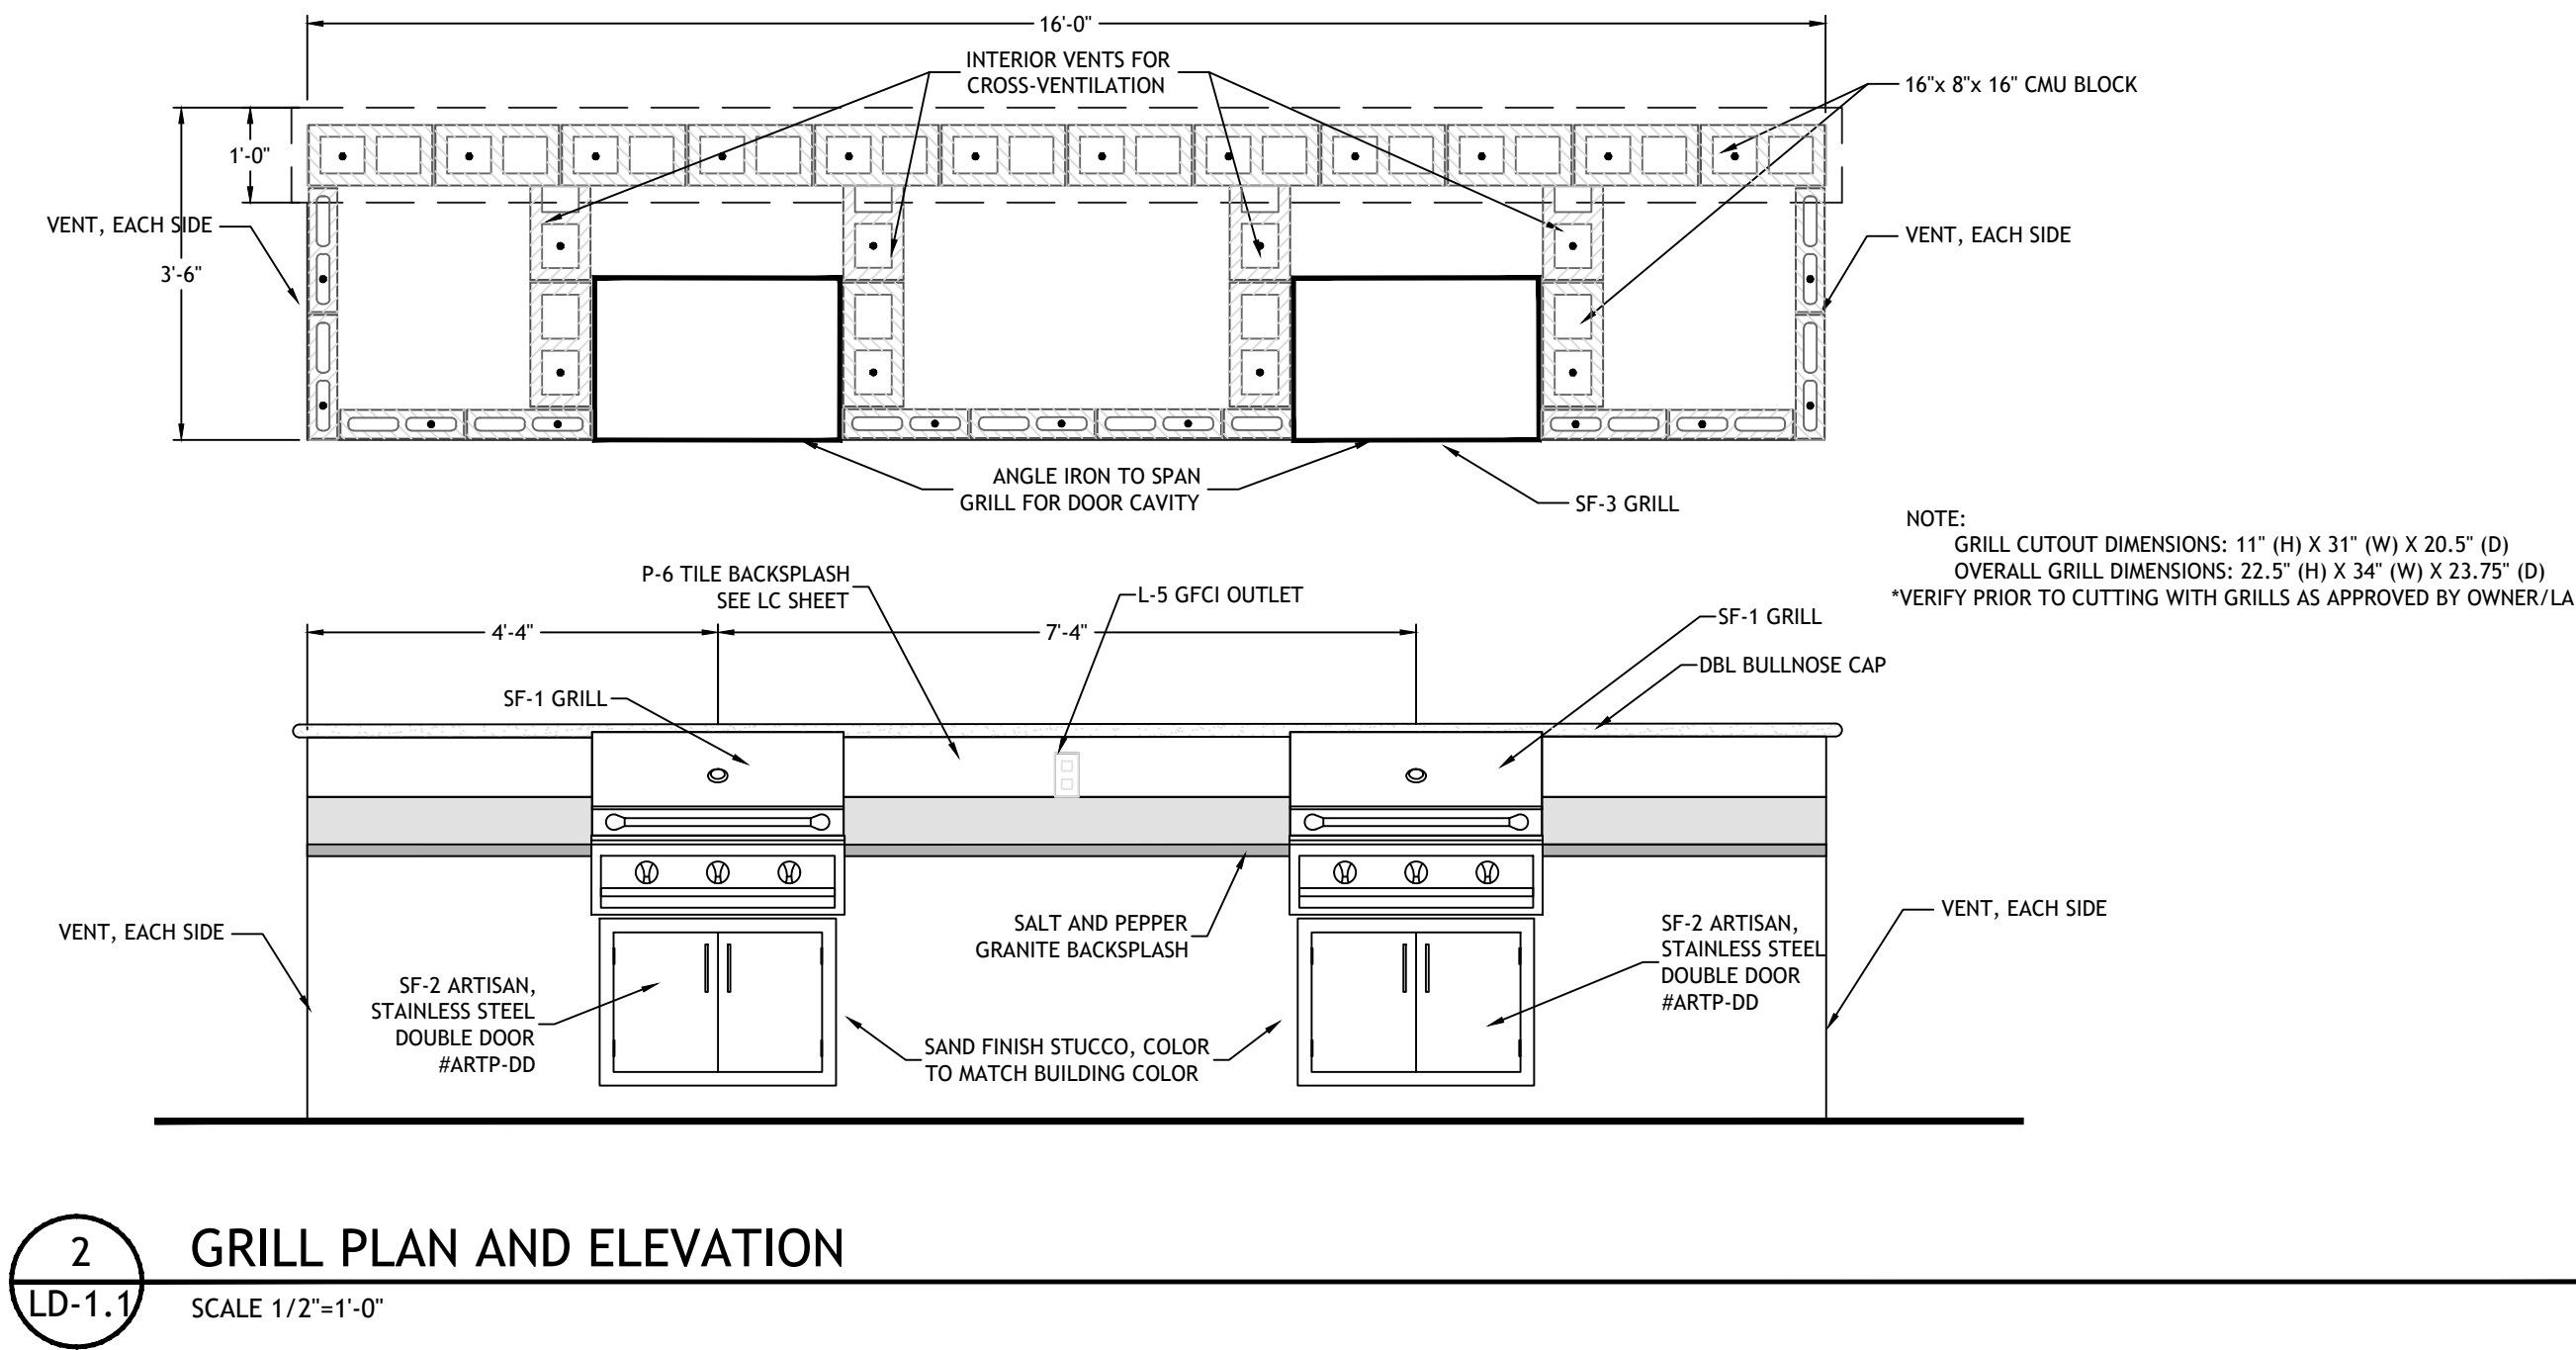 16'-0"
INTERIOR VENTS FOR
CROSS-VENTILATION
16"x 8"x 16" CMU BLOCK
1'-0"
VENT, EACH SIDE
VENT, EACH SIDE
3'-6"
ANGLE IRON TO SPAN
GRILL FOR DOOR CAVITY
SF-3 GRILL
NOTE:
GRILL CUTOUT DIMENSIONS: 11" (H) X 31" (W) X 20.5" (D)
OVERALL GRILL DIMENSIONS: 22.5" (H) X 34" (W) X 23.75" (D)
*VERIFY PRIOR TO CUTTING WITH GRILLS AS APPROVED BY OWNER/LA
P-6 TILE BACKSPLASH
SEE LC SHEET
L-5 GFCI OUTLET
SF-1 GRILL
4'-4"
7'-4"
DBL BULLNOSE CAP
SF-1 GRILL
VENT, EACH SIDE
SALT AND PEPPER
GRANITE BACKSPLASH
SF-2 ARTISAN,
STAINLESS STEEL
DOUBLE DOOR
#ARTP-DD
VENT, EACH SIDE
SF-2 ARTISAN,
STAINLESS STEEL
DOUBLE DOOR
#ARTP-DD
SAND FINISH STUCCO, COLOR
TO MATCH BUILDING COLOR
2
LD-1.1
GRILL PLAN AND ELEVATION
SCALE 1/2"=1'-0"